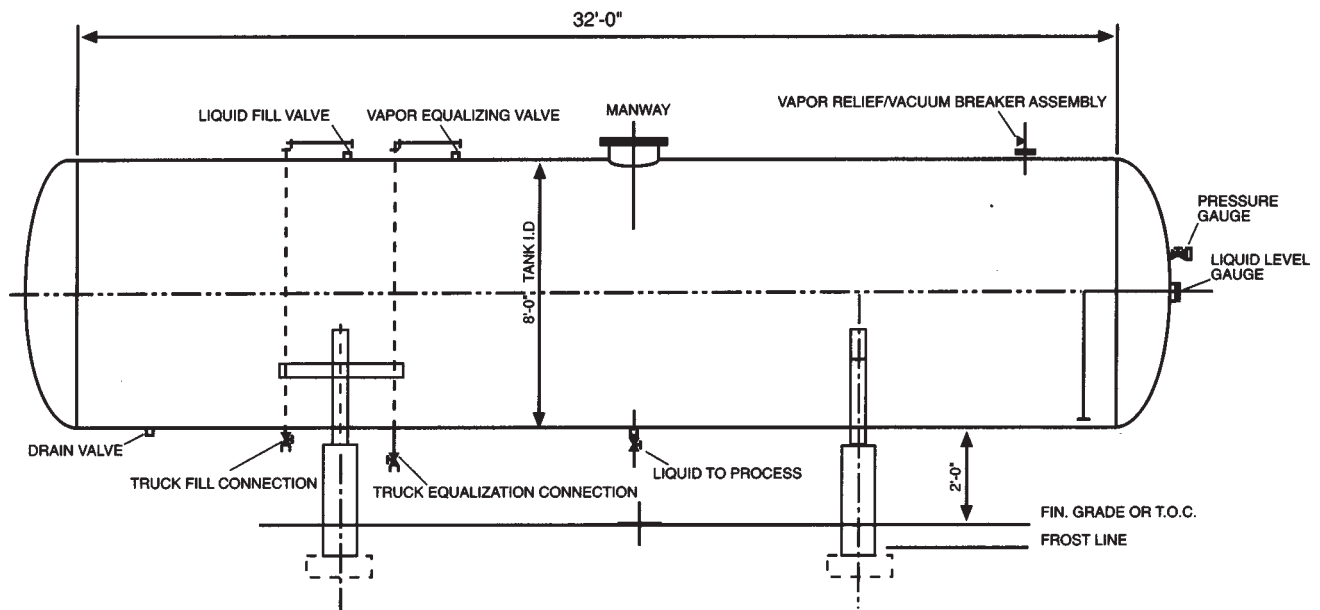 32'-0"
LIQUID FILL VALVE
VAPOR EQUALIZING VALVE
MANWAY
VAPOR RELIEF/VACUUM BREAKER ASSEMBLY
PRESSURE
GAUGE
LIQUID LEVEL
GAUGE
8'-0" TANK I.D
DRAIN VALVE
TRUCK FILL CONNECTION
TRUCK EQUALIZATION CONNECTION
LIQUID TO PROCESS
2'-0"
FIN. GRADE OR T.O.C.
FROST LINE